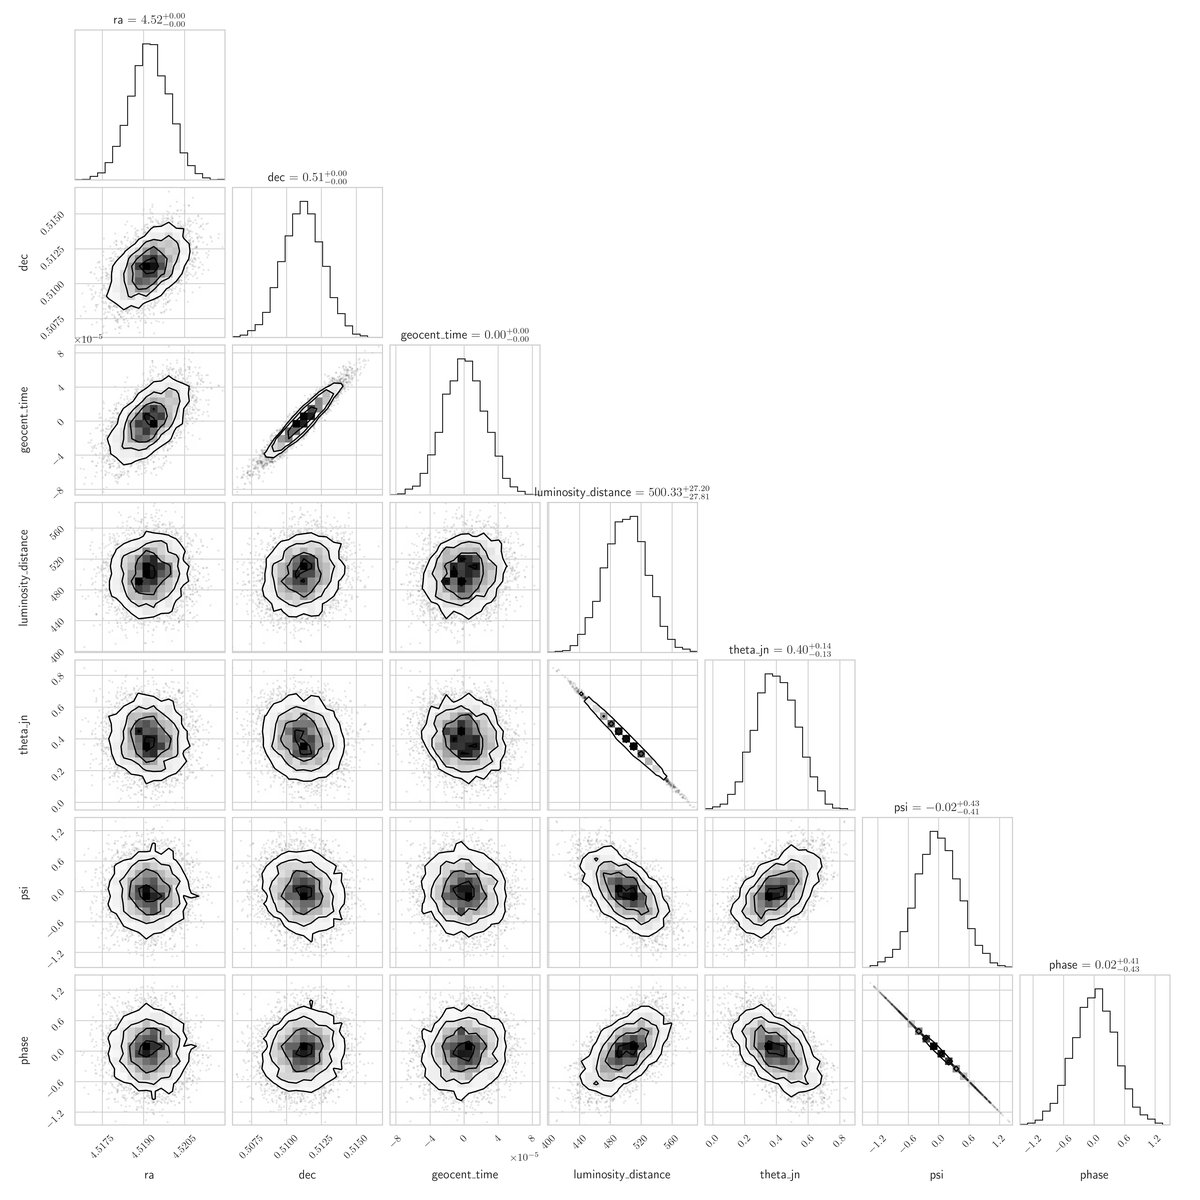 ra = 4.52+0.00−0.00
dec = 0.51+0.00−0.00
0.5150
0.5125
0.5100
0.5075
dec
×10−5
geocent_time = 0.00+0.00−0.00
8
4
0
−4
−8
geocent_time
luminosity_distance = 500.33+27.20−27.81
560
520
480
440
400
luminosity_distance
theta_jn = 0.40+0.14−0.13
0.8
0.6
0.4
0.2
0.0
theta_jn
psi = −0.02+0.43−0.41
1.2
0.6
0.0
−0.6
−1.2
psi
phase = 0.02+0.41−0.43
1.2
0.6
0.0
−0.6
−1.2
phase
4.5175 4.5190 4.5205 0.5075 0.5100 0.5125 0.5150 −8 −4 0 4 8 400 440 480 520 560 0.0 0.2 0.4 0.6 0.8 −1.2 −0.6 0.0 0.6 1.2 −1.2 −0.6 0.0 0.6 1.2
×10−5
ra dec geocent_time luminosity_distance theta_jn psi phase